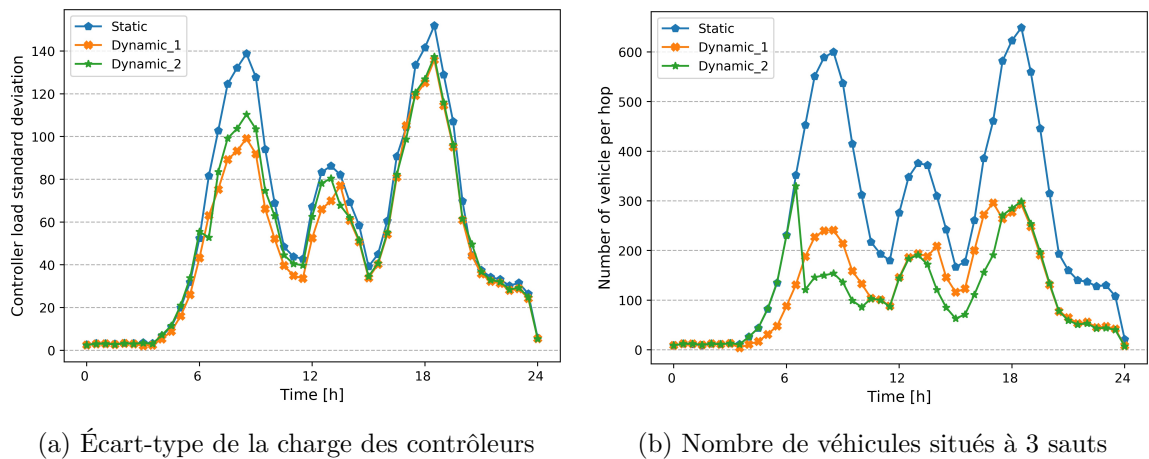 Controller load standard deviation
140
120
100
80
60
40
20
0
Static
Dynamic_1
Dynamic_2
0
6
12
18
24
Time [h]
(a) Écart-type de la charge des contrôleurs
Number of vehicle per hop
600
500
400
300
200
100
0
Static
Dynamic_1
Dynamic_2
0
6
12
18
24
Time [h]
(b) Nombre de véhicules situés à 3 sauts